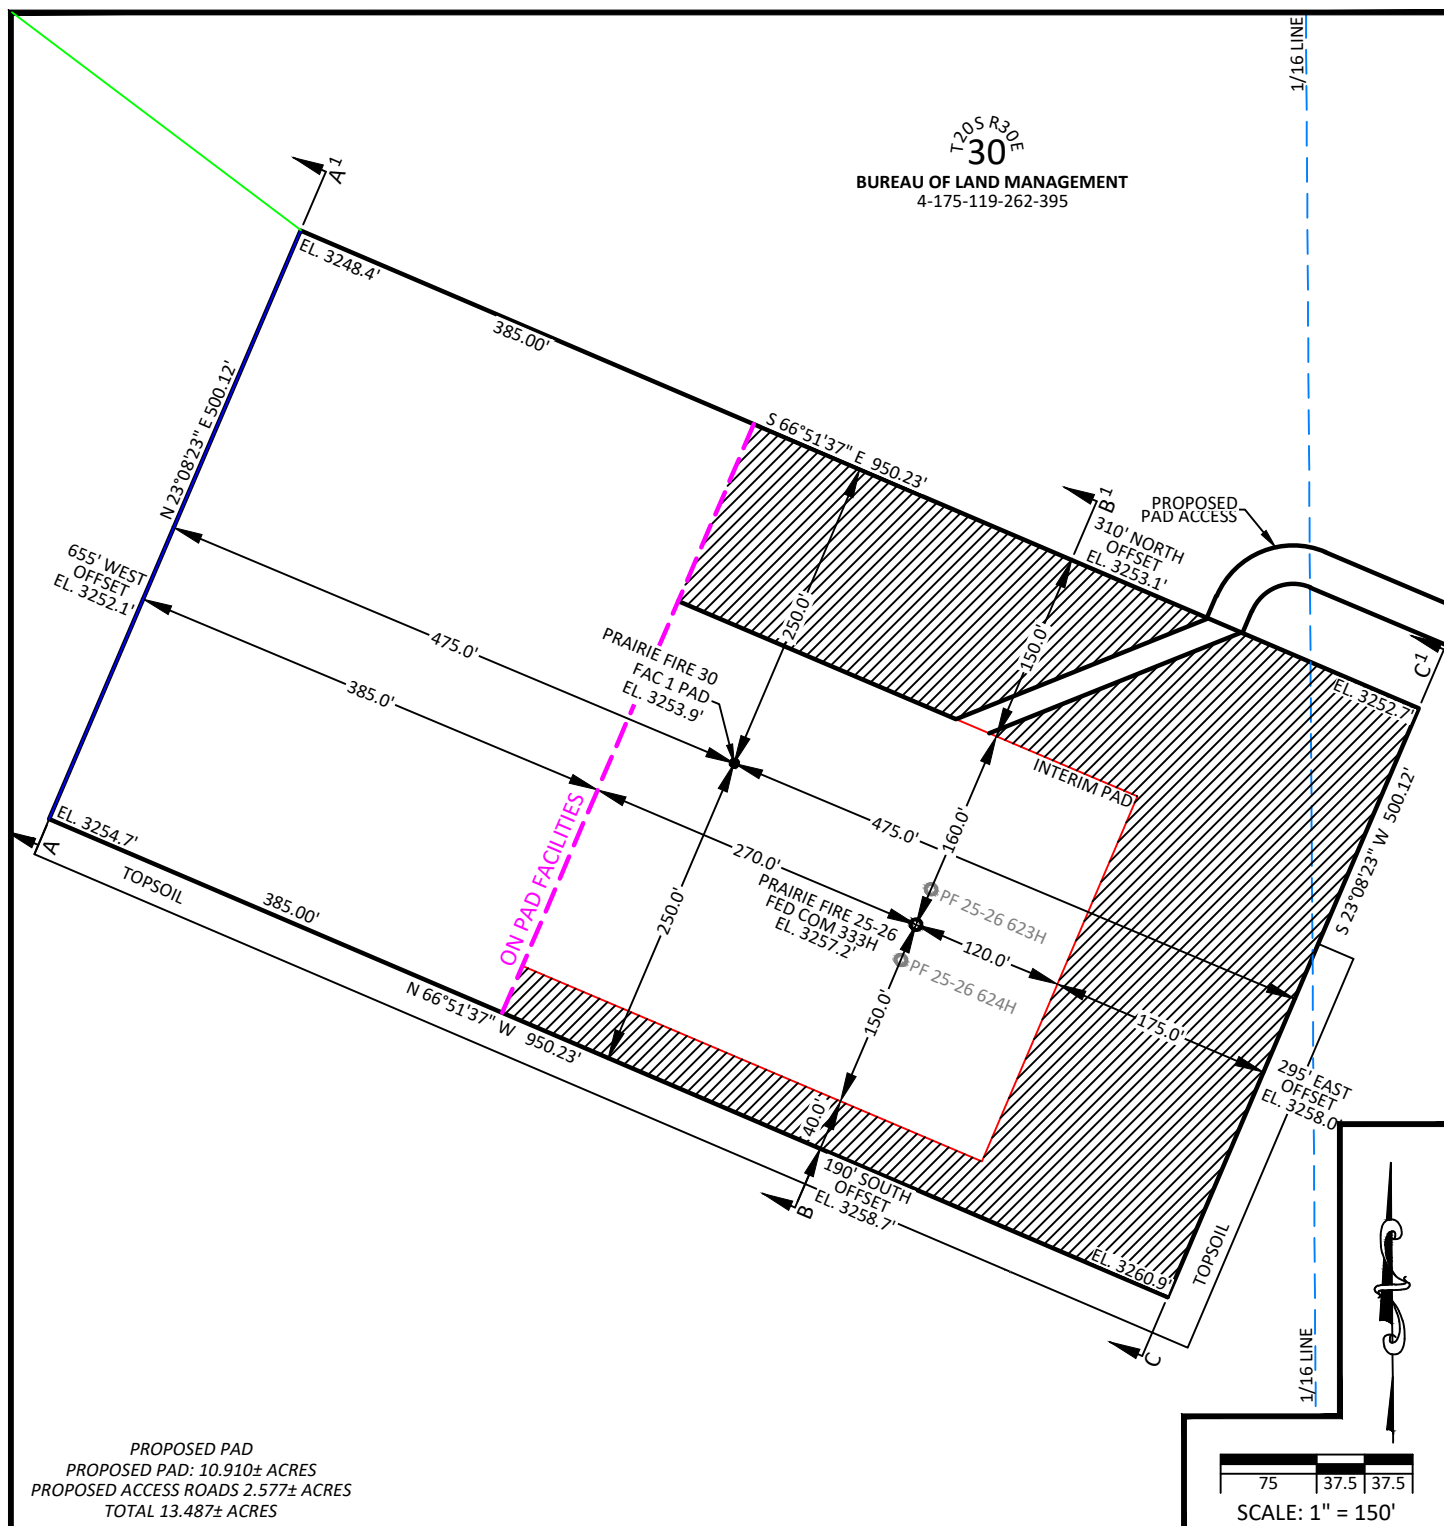 1/16 LINE
T20S R30E
30
BUREAU OF LAND MANAGEMENT
4-175-119-262-395
A1
EL. 3248.4'
385.00'
N 23°08'23" E 500.12'
S 66°51'37" E 950.23'
B1
PROPOSED
PAD ACCESS
310' NORTH
OFFSET
EL. 3253.1'
655' WEST
OFFSET
EL. 3252.1'
250.0'
150.0'
475.0'
PRAIRIE FIRE 30
FAC 1 PAD
EL. 3253.9'
385.0'
C1
EL. 3252.7'
INTERIM PAD
S 23°08'23" W 500.12'
EL. 3254.7'
A
TOPSOIL
385.00'
ON PAD FACILITIES
270.0'
475.0'
160.0'
PRAIRIE FIRE 25-26
FED COM 333H
EL. 3257.2'
PF 25-26 623H
120.0'
PF 25-26 624H
250.0'
150.0'
175.0'
N 66°51'37" W 950.23'
295' EAST
OFFSET
EL. 3258.0'
40.0'
190' SOUTH
OFFSET
EL. 3258.7'
B
EL. 3260.9'
TOPSOIL
C
1/16 LINE
PROPOSED PAD
PROPOSED PAD: 10.910± ACRES
PROPOSED ACCESS ROADS 2.577± ACRES
TOTAL 13.487± ACRES
75 37.5 37.5
SCALE: 1" = 150'